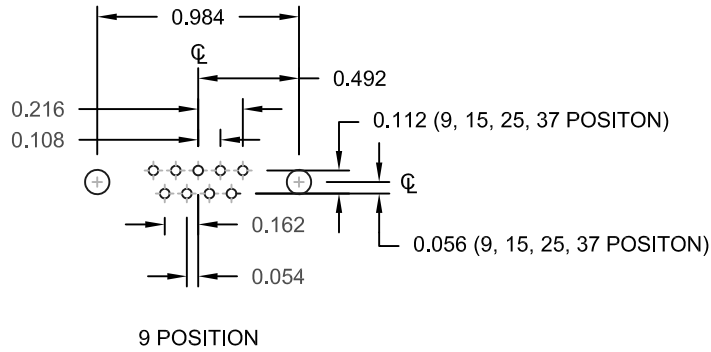 0.984
℄
0.492
0.216
0.112 (9, 15, 25, 37 POSITON)
0.108
℄
0.162
0.056 (9, 15, 25, 37 POSITON)
0.054
9 POSITION